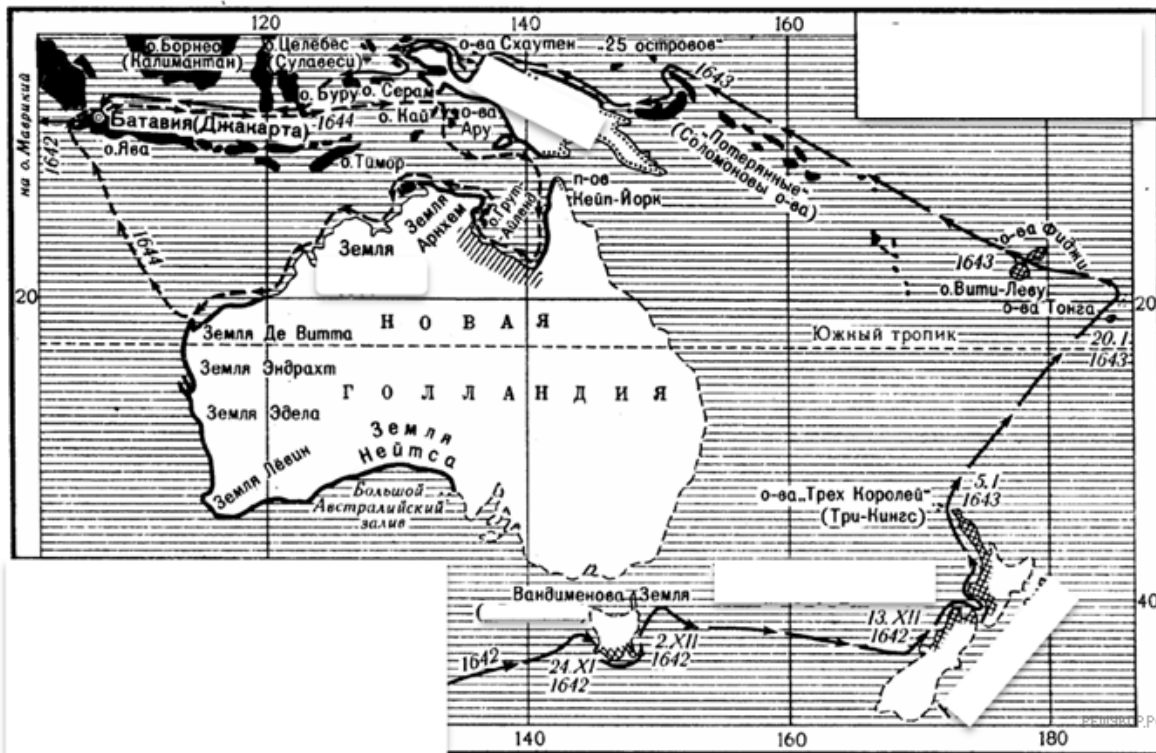 120
140
160
о. Борнео
(Калимантан)
о. Целебес
(Сулавеси)
о-ва Схаутен
„25 островов"
1643
о. Буру
о. Серам
о. Кай
о-ва
Ару
Батавия (Джакарта)
1644
о. Ява
о. Тимор
на о. Маврикий
1642
„Потерянные"
(Соломоновы о-ва)
п-ов
Кейп-Йорк
о. Грут-
Айленд
Земля
Арнхем
Земля
1644
о-ва Фиджи
1643
о. Вити-Леву
о-ва Тонга
20
20
20.I
1643
Земля Де Витта
НОВАЯ
Южный тропик
Земля Эндрахт
ГОЛЛАНДИЯ
Земля Эдела
Земля
Нейтса
Земля Лёвин
Большой
Австралийский
залив
о-ва „Трех Королей"
(Три-Кингс)
5.I
1643
Вандименова Земля
(
40
13.XII
1642
1642
24.XI
1642
2.XII
1642
140
160
180